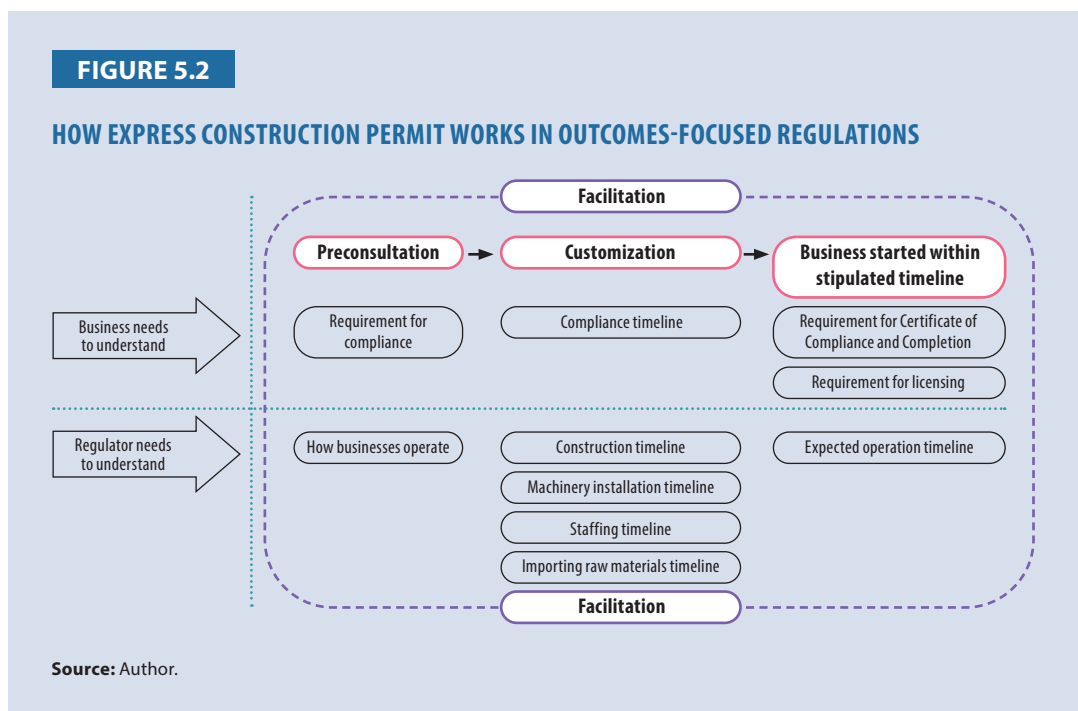 FIGURE 5.2
HOW EXPRESS CONSTRUCTION PERMIT WORKS IN OUTCOMES-FOCUSED REGULATIONS
Facilitation
Preconsultation
Customization
Business started within
stipulated timeline
Business needs
to understand
Requirement for
compliance
Compliance timeline
Requirement for Certificate of
Compliance and Completion
Requirement for licensing
Regulator needs
to understand
How businesses operate
Construction timeline
Machinery installation timeline
Staffing timeline
Importing raw materials timeline
Expected operation timeline
Facilitation
Source: Author.